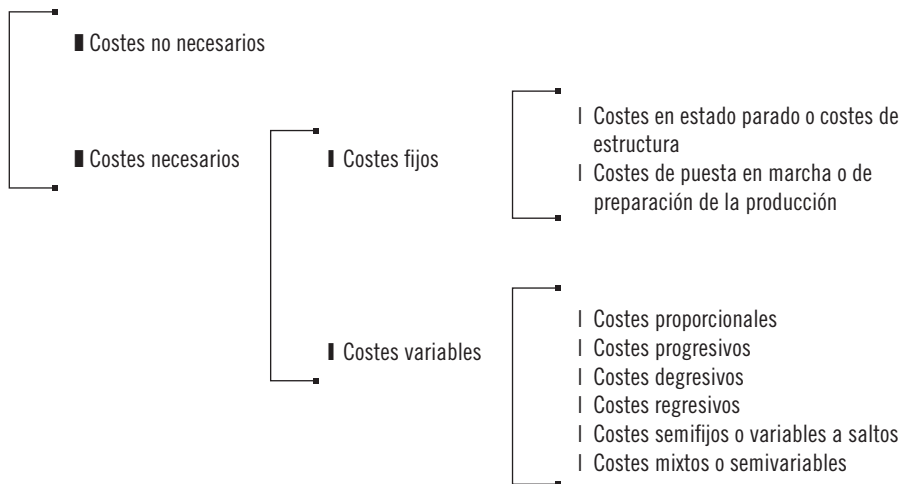 Costes no necesarios
Costes necesarios
Costes fijos
Costes en estado parado o costes de
estructura
Costes de puesta en marcha o de
preparación de la producción
Costes variables
Costes proporcionales
Costes progresivos
Costes degresivos
Costes regresivos
Costes semifijos o variables a saltos
Costes mixtos o semivariables